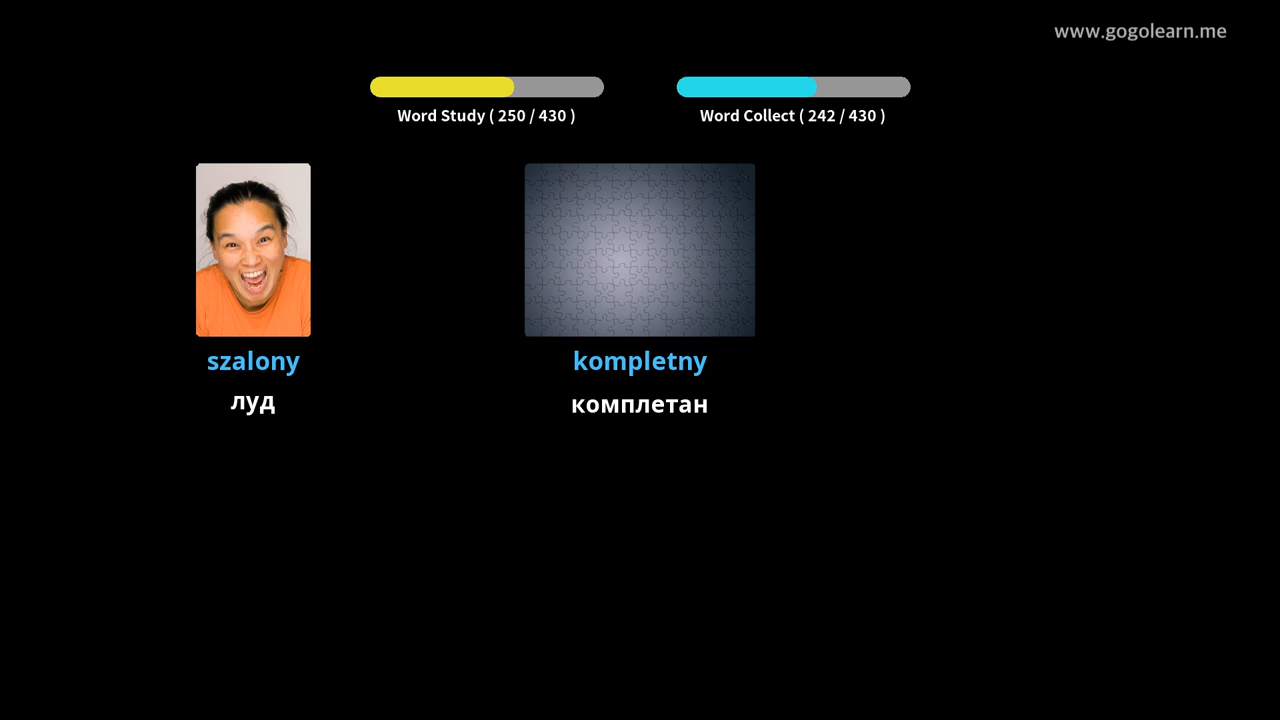 www.gogolearn.me
Word Study ( 250 / 430 )
Word Collect ( 242 / 430 )
szalony
kompletny
луд
комплетан